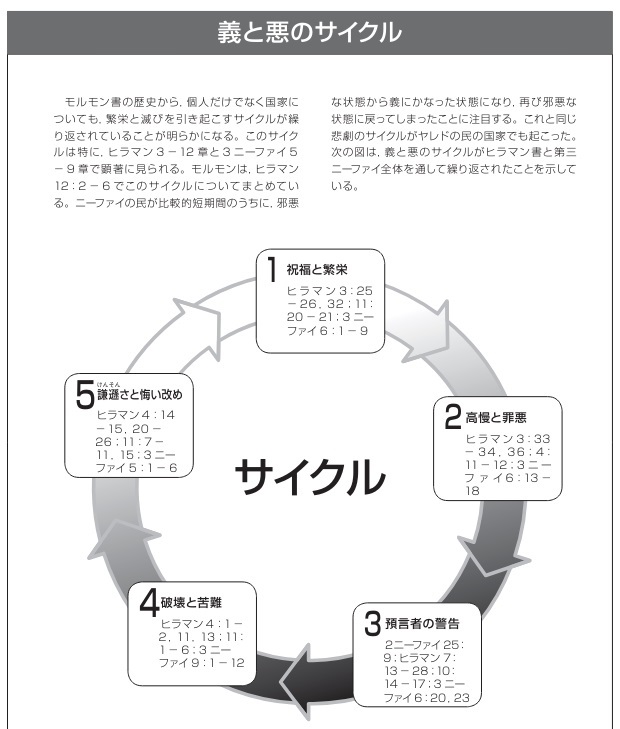 義と悪のサイクル
モルモン書の歴史から，個人だけでなく国家に
ついても，繁栄と滅びを引き起こすサイクルが繰
り返されていることが明らかになる。このサイク
ルは特に，ヒラマン3－12章と3ニーファイ5
－9章で顕著に見られる。モルモンは，ヒラマン
12：2－6でこのサイクルについてまとめてい
る。ニーファイの民が比較的短期間のうちに，邪悪
な状態から義にかなった状態になり，再び邪悪な
状態に戻ってしまったことに注目する。これと同じ
悲劇のサイクルがヤレドの民の国家でも起こった。
次の図は，義と悪のサイクルがヒラマン書と第三
ニーファイ全体を通して繰り返されたことを示して
いる。
1 祝福と繁栄
ヒラマン3：25
－26，32；11：
20－21；3ニー
ファイ6：1－9
2 高慢と罪悪
ヒラマン3：33
－34，36；4：
11－12；3ニー
ファイ6：13－
18
3 預言者の警告
2ニーファイ25：
9；ヒラマン7：
13－28；10：
14－17；3ニー
ファイ6：20，23
4 破壊と苦難
ヒラマン4：1－
2，11，13；11：
1－6；3ニー
ファイ9：1－12
けんそん
5 謙遜さと悔い改め
ヒラマン4：14
－15，20－
26；11：7－
11，15；3ニー
ファイ5：1－6
サイクル